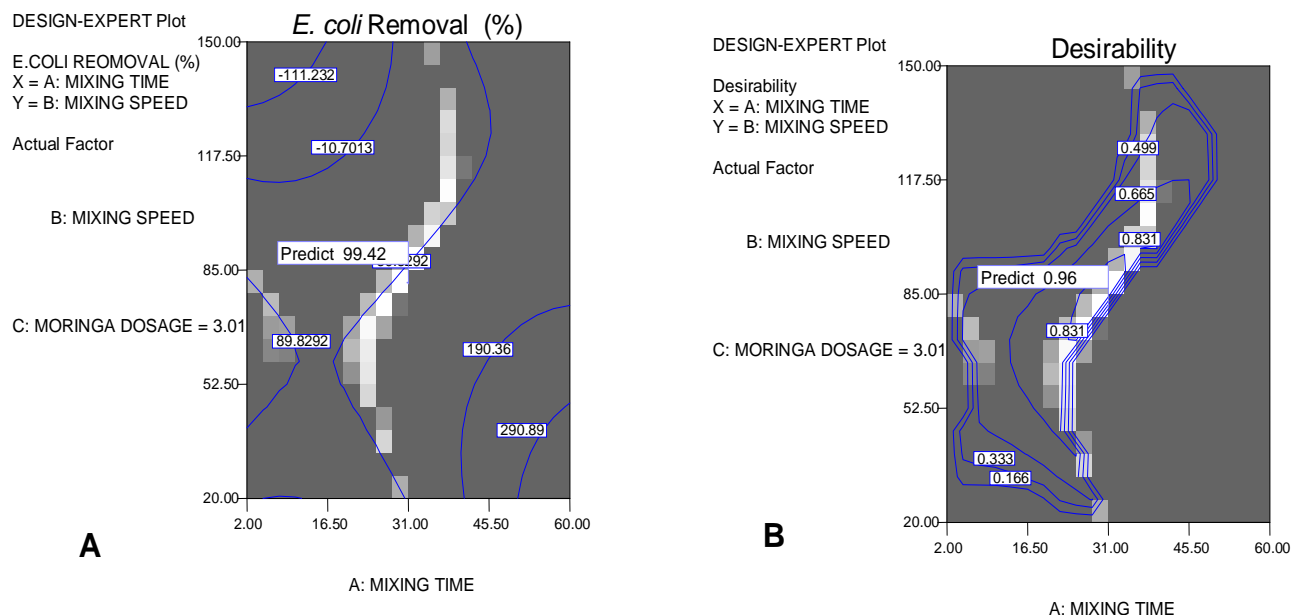 DESIGN-EXPERT Plot
E.COLI REOMOVAL (%)
X = A: MIXING TIME
Y = B: MIXING SPEED
Actual Factor
B: MIXING SPEED
C: MORINGA DOSAGE = 3.01
E. coli Removal (%)
150.00
117.50
85.00
52.50
20.00
-111.232
-10.7013
Predict 99.42
89.8292
190.36
290.89
2.00 16.50 31.00 45.50 60.00
A
A: MIXING TIME
DESIGN-EXPERT Plot
Desirability
X = A: MIXING TIME
Y = B: MIXING SPEED
Actual Factor
B: MIXING SPEED
C: MORINGA DOSAGE = 3.01
Desirability
150.00
117.50
85.00
52.50
20.00
0.499
0.665
0.831
Predict 0.96
0.831
0.333
0.166
2.00 16.50 31.00 45.50 60.00
B
A: MIXING TIME